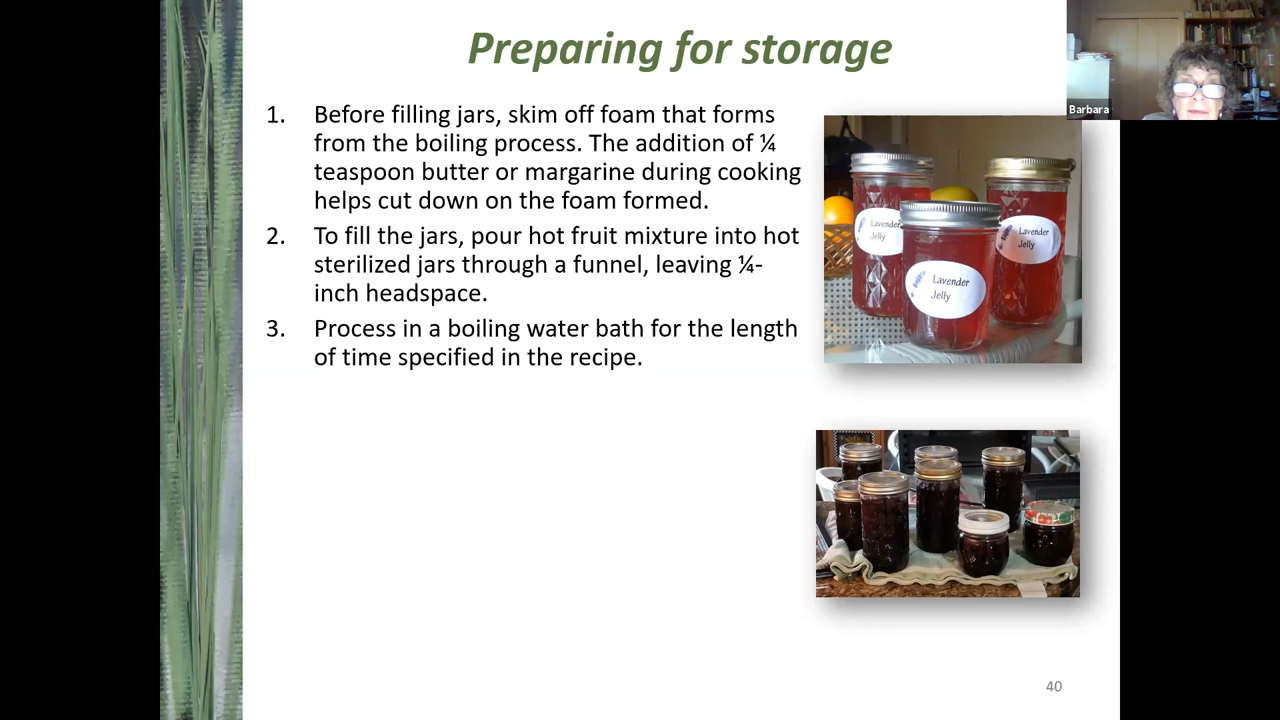 Preparing for storage
Barbara
1. Before filling jars, skim off foam that forms
from the boiling process. The addition of ¼
teaspoon butter or margarine during cooking
helps cut down on the foam formed.
2. To fill the jars, pour hot fruit mixture into hot
sterilized jars through a funnel, leaving ¼-
inch headspace.
3. Process in a boiling water bath for the length
of time specified in the recipe.
Lavender
Jelly
Lavender
Jelly
Lavender
Jelly
40